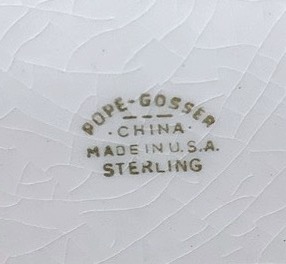 POPE-GOSSER
- CHINA -
MADE IN U.S.A.
STERLING